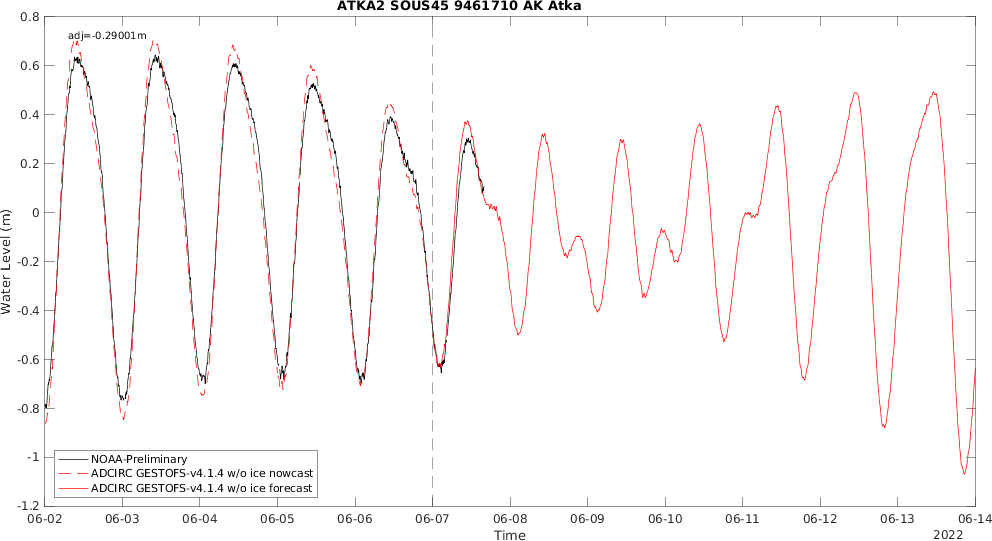 ATKA2 SOUS45 9461710 AK Atka
adj=-0.29001m
0.8
0.6
0.4
0.2
0
-0.2
-0.4
-0.6
-0.8
-1
-1.2
Water Level (m)
NOAA-Preliminary
ADCIRC GESTOFS-v4.1.4 w/o ice nowcast
ADCIRC GESTOFS-v4.1.4 w/o ice forecast
06-02 06-03 06-04 06-05 06-06 06-07 06-08 06-09 06-10 06-11 06-12 06-13 06-14
Time
2022